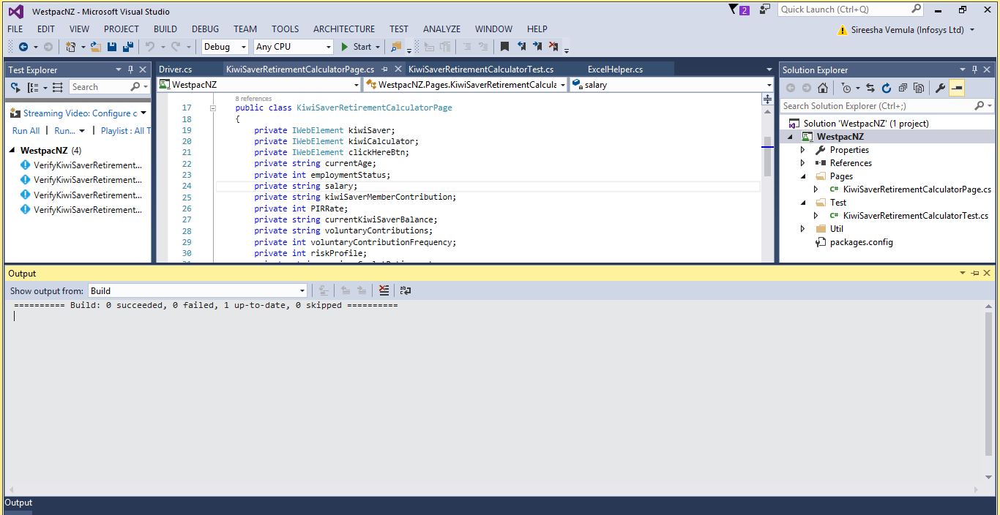 WestpacNZ - Microsoft Visual Studio
2
Quick Launch (Ctrl+Q)
FILE EDIT VIEW PROJECT BUILD DEBUG TEAM TOOLS ARCHITECTURE TEST ANALYZE WINDOW HELP
Sireesha Vemula (Infosys Ltd)
Debug Any CPU Start
Test Explorer
Search
Streaming Video: Configure c
Run All | Run... | Playlist : All T
WestpacNZ (4)
VerifyKiwiSaverRetirement...
VerifyKiwiSaverRetirement...
VerifyKiwiSaverRetirement...
VerifyKiwiSaverRetirement...
Driver.cs KiwiSaverRetirementCalculatorPage.cs KiwiSaverRetirementCalculatorTest.cs ExcelHelper.cs
WestpacNZ WestpacNZ.Pages.KiwiSaverRetirementCalcula salary
8 references
17 public class KiwiSaverRetirementCalculatorPage
18 {
19 private IWebElement kiwiSaver;
20 private IWebElement kiwiCalculator;
21 private IWebElement clickHereBtn;
22 private string currentAge;
23 private int employmentStatus;
24 private string salary;
25 private string kiwiSaverMemberContribution;
26 private int PIRRate;
27 private string currentKiwiSaverBalance;
28 private string voluntaryContributions;
29 private int voluntaryContributionFrequency;
30 private int riskProfile;
Solution Explorer
Search Solution Explorer (Ctrl+;)
Solution 'WestpacNZ' (1 project)
WestpacNZ
Properties
References
Pages
C# KiwiSaverRetirementCalculatorPage.cs
Test
C# KiwiSaverRetirementCalculatorTest.cs
Util
packages.config
Output
Show output from: Build
========== Build: 0 succeeded, 0 failed, 1 up-to-date, 0 skipped ==========
Output